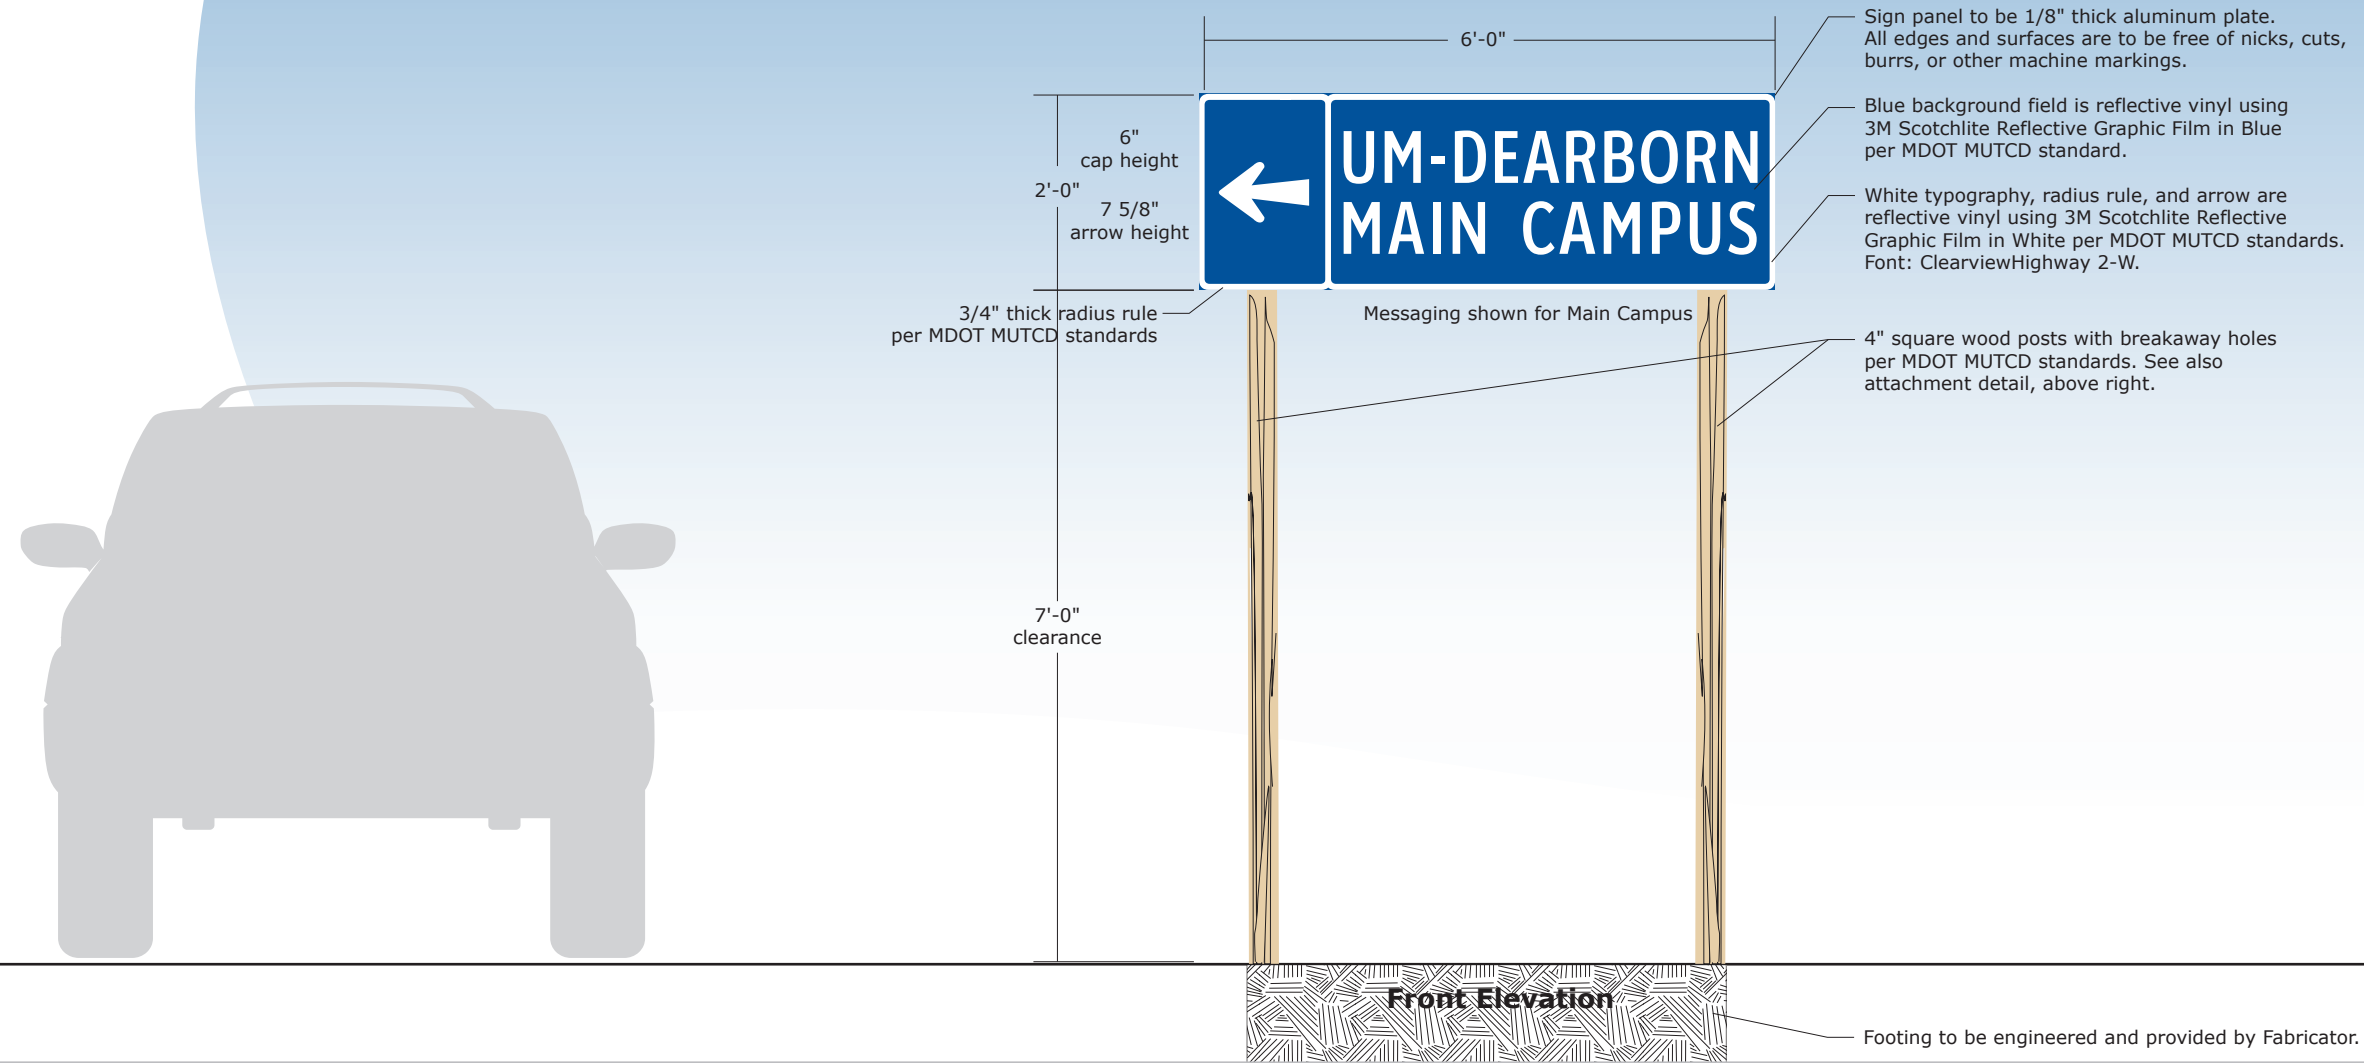 6'-0"
Sign panel to be 1/8" thick aluminum plate.
All edges and surfaces are to be free of nicks, cuts,
burrs, or other machine markings.
Blue background field is reflective vinyl using
3M Scotchlite Reflective Graphic Film in Blue
per MDOT MUTCD standard.
6"
cap height
2'-0"
7 5/8"
arrow height
UM-DEARBORN
MAIN CAMPUS
White typography, radius rule, and arrow are
reflective vinyl using 3M Scotchlite Reflective
Graphic Film in White per MDOT MUTCD standards.
Font: ClearviewHighway 2-W.
3/4" thick radius rule
per MDOT MUTCD standards
Messaging shown for Main Campus
4" square wood posts with breakaway holes
per MDOT MUTCD standards. See also
attachment detail, above right.
7'-0"
clearance
Front Elevation
Footing to be engineered and provided by Fabricator.